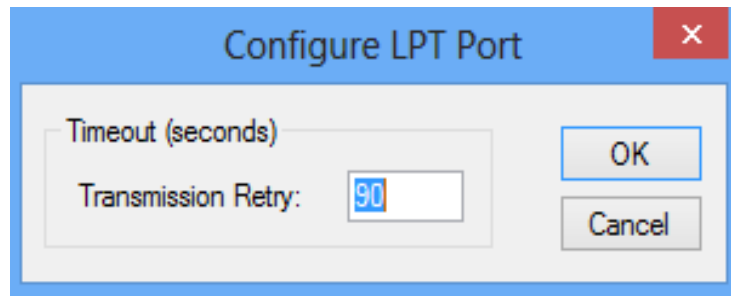 Configure LPT Port
Timeout (seconds)
Transmission Retry: 90
OK
Cancel